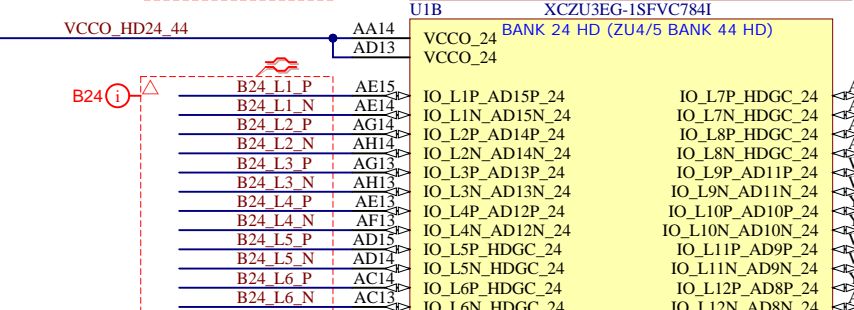 U1B XCZU3EG-1SFVC784I
VCCO_HD24_44 AA14 VCCO_24 BANK 24 HD (ZU4/5 BANK 44 HD)
AD13 VCCO_24
B24 i
B24_L1_P AE15 IO_L1P_AD15P_24 IO_L7P_HDGC_24
B24_L1_N AE14 IO_L1N_AD15N_24 IO_L7N_HDGC_24
B24_L2_P AG14 IO_L2P_AD14P_24 IO_L8P_HDGC_24
B24_L2_N AH14 IO_L2N_AD14N_24 IO_L8N_HDGC_24
B24_L3_P AG13 IO_L3P_AD13P_24 IO_L9P_AD11P_24
B24_L3_N AH13 IO_L3N_AD13N_24 IO_L9N_AD11N_24
B24_L4_P AE13 IO_L4P_AD12P_24 IO_L10P_AD10P_24
B24_L4_N AF13 IO_L4N_AD12N_24 IO_L10N_AD10N_24
B24_L5_P AD15 IO_L5P_HDGC_24 IO_L11P_AD9P_24
B24_L5_N AD14 IO_L5N_HDGC_24 IO_L11N_AD9N_24
B24_L6_P AC14 IO_L6P_HDGC_24 IO_L12P_AD8P_24
B24_L6_N AC13 IO_L6N_HDGC_24 IO_L12N_AD8N_24